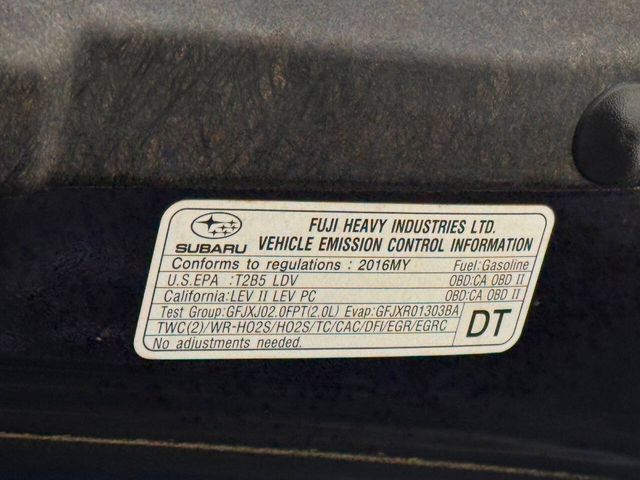 SUBARU
FUJI HEAVY INDUSTRIES LTD.
VEHICLE EMISSION CONTROL INFORMATION
Conforms to regulations : 2016MY Fuel:Gasoline
U.S.EPA :T2B5 LDV OBD:CA OBD II
California:LEV II LEV PC OBD:CA OBD II
Test Group:GFJXJ02.0FPT(2.0L) Evap:GFJXR01303BA
TWC(2)/WR-HO2S/HO2S/TC/CAC/DFI/EGR/EGRC
No adjustments needed.
DT